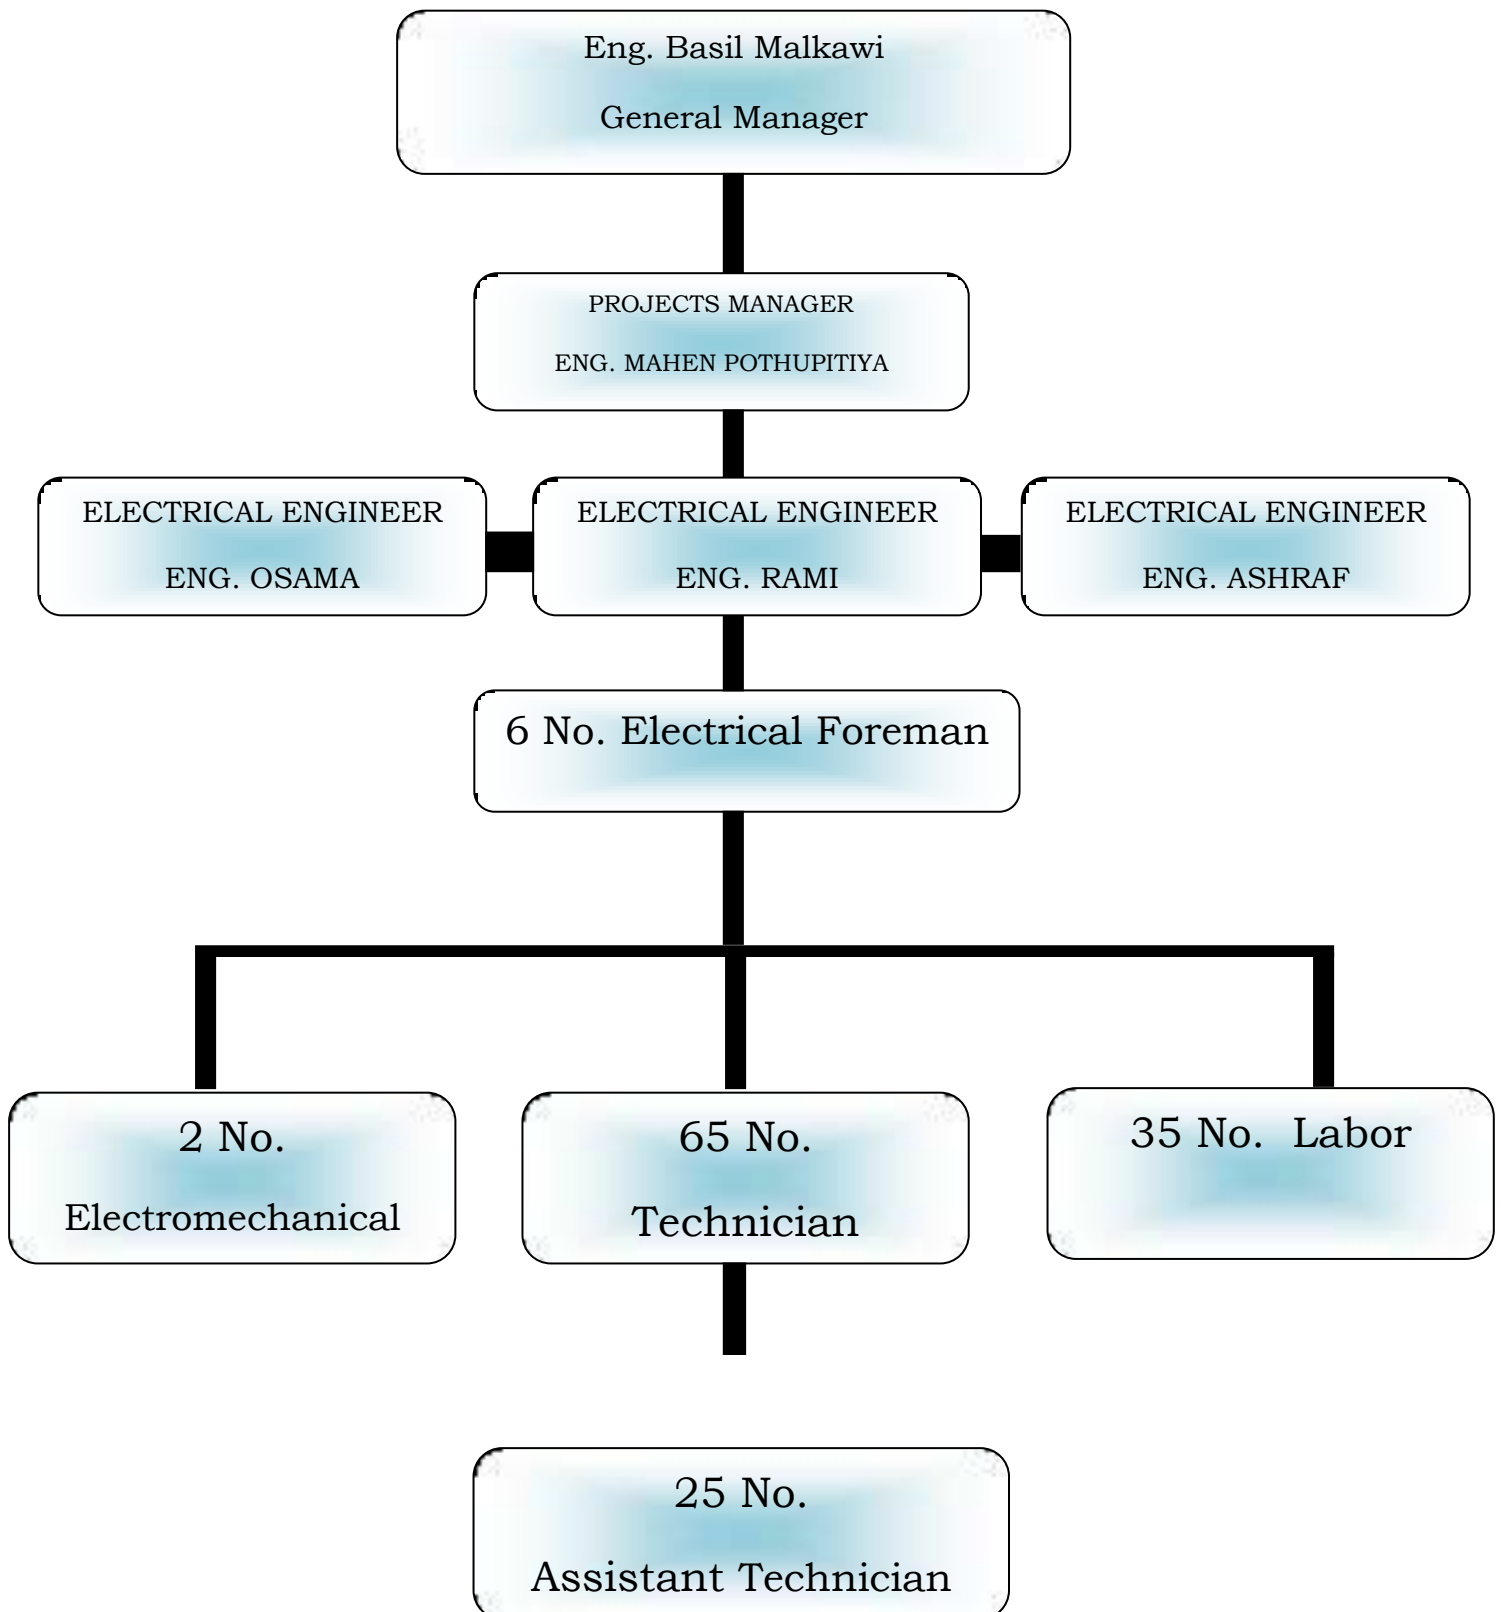 Eng. Basil Malkawi
General Manager
PROJECTS MANAGER
ENG. MAHEN POTHUPITIYA
ELECTRICAL ENGINEER
ENG. OSAMA
ELECTRICAL ENGINEER
ENG. RAMI
ELECTRICAL ENGINEER
ENG. ASHRAF
6 No. Electrical Foreman
2 No.
Electromechanical
65 No.
Technician
35 No.  Labor
25 No.
Assistant Technician